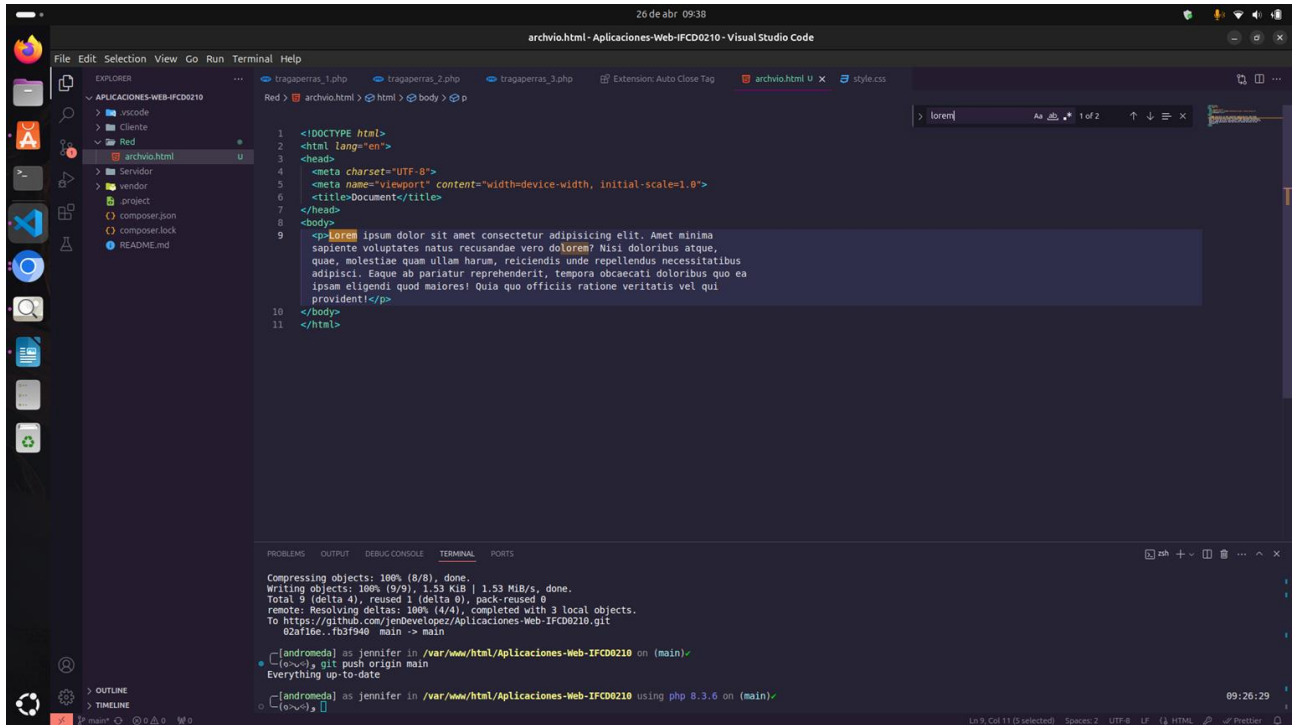 26 de abr 09:38
archvio.html - Aplicaciones-Web-IFCD0210 - Visual Studio Code
File Edit Selection View Go Run Terminal Help
EXPLORER
APLICACIONES-WEB-IFCD0210
.vscode
Cliente
Red
archvio.html U
Servidor
vendor
.project
composer.json
composer.lock
README.md
OUTLINE
TIMELINE
tragaperras_1.php tragaperras_2.php tragaperras_3.php Extension: Auto Close Tag archvio.html U style.css
Red > archvio.html > html > body > p
lorem Aa ab .* 1 of 2
1 <!DOCTYPE html>
2 <html lang="en">
3 <head>
4 <meta charset="UTF-8">
5 <meta name="viewport" content="width=device-width, initial-scale=1.0">
6 <title>Document</title>
7 </head>
8 <body>
9 <p>Lorem ipsum dolor sit amet consectetur adipisicing elit. Amet minima
sapiente voluptates natus recusandae vero dolorem? Nisi doloribus atque,
quae, molestiae quam ullam harum, reiciendis unde repellendus necessitatibus
adipisci. Eaque ab pariatur reprehenderit, tempora obcaecati doloribus quo ea
ipsam eligendi quod maiores! Quia quo officiis ratione veritatis vel qui
provident!</p>
10 </body>
11 </html>
PROBLEMS OUTPUT DEBUG CONSOLE TERMINAL PORTS
zsh
Compressing objects: 100% (8/8), done.
Writing objects: 100% (9/9), 1.53 KiB | 1.53 MiB/s, done.
Total 9 (delta 4), reused 1 (delta 0), pack-reused 0
remote: Resolving deltas: 100% (4/4), completed with 3 local objects.
To https://github.com/jenDevelopez/Aplicaciones-Web-IFCD0210.git
02af16e..fb3f940 main -> main
[andromeda] as jennifer in /var/www/html/Aplicaciones-Web-IFCD0210 on (main)✔
git push origin main
Everything up-to-date
[andromeda] as jennifer in /var/www/html/Aplicaciones-Web-IFCD0210 using php 8.3.6 on (main)✔ 09:26:29
main* 0 0 0 Ln 9, Col 11 (5 selected) Spaces: 2 UTF-8 LF HTML Prettier